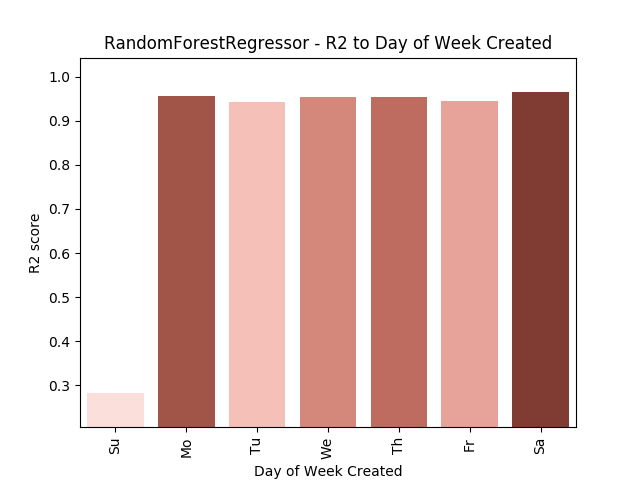 RandomForestRegressor - R2 to Day of Week Created
1.0
0.9
0.8
0.7
0.6
0.5
0.4
0.3
R2 score
Su
Mo
Tu
We
Th
Fr
Sa
Day of Week Created